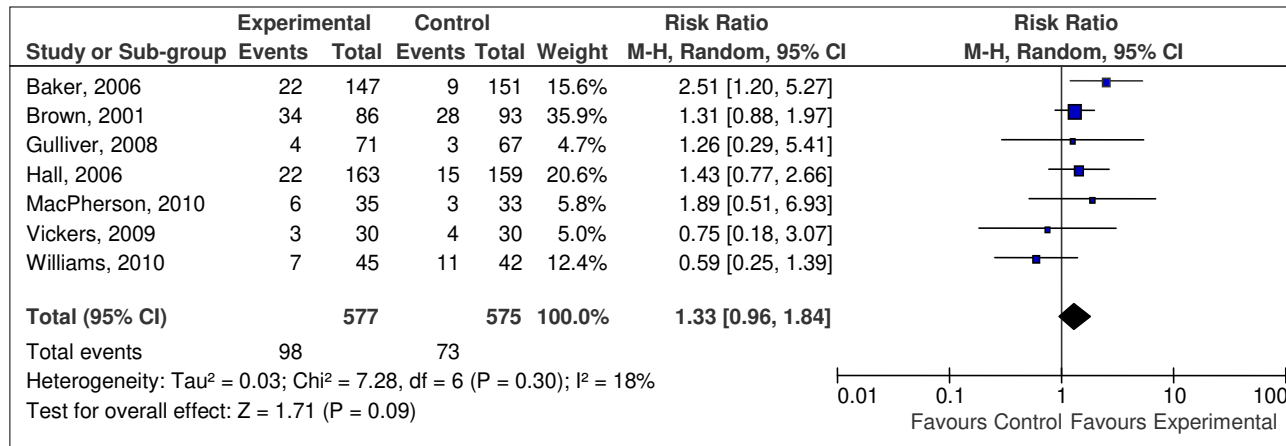 Experimental Control Risk Ratio Risk Ratio
Study or Sub-group Events Total Events Total Weight M-H, Random, 95% CI M-H, Random, 95% CI
Baker, 2006 22 147 9 151 15.6% 2.51 [1.20, 5.27]
Brown, 2001 34 86 28 93 35.9% 1.31 [0.88, 1.97]
Gulliver, 2008 4 71 3 67 4.7% 1.26 [0.29, 5.41]
Hall, 2006 22 163 15 159 20.6% 1.43 [0.77, 2.66]
MacPherson, 2010 6 35 3 33 5.8% 1.89 [0.51, 6.93]
Vickers, 2009 3 30 4 30 5.0% 0.75 [0.18, 3.07]
Williams, 2010 7 45 11 42 12.4% 0.59 [0.25, 1.39]
Total (95% CI) 577 575 100.0% 1.33 [0.96, 1.84]
Total events 98 73
Heterogeneity: Tau² = 0.03; Chi² = 7.28, df = 6 (P = 0.30); I² = 18%
Test for overall effect: Z = 1.71 (P = 0.09)
0.01 0.1 1 10 100
Favours Control Favours Experimental